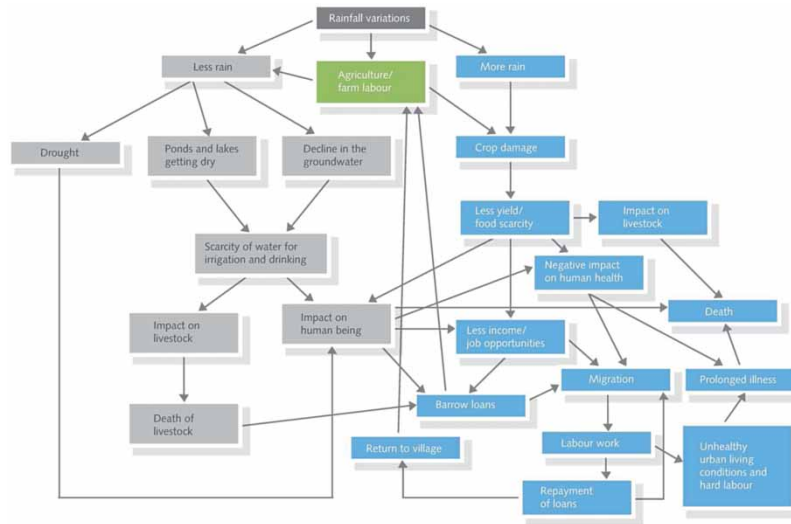 Rainfall variations
Less rain
Agriculture/
farm labour
More rain
Drought
Ponds and lakes
getting dry
Decline in the
groundwater
Crop damage
Less yield/
food scarcity
Impact on
livestock
Scarcity of water for
irrigation and drinking
Negative impact
on human health
Death
Impact on
livestock
Impact on
human being
Less income/
job opportunities
Migration
Prolonged illness
Barrow loans
Death of
livestock
Return to village
Labour work
Unhealthy
urban living
conditions and
hard labour
Repayment
of loans